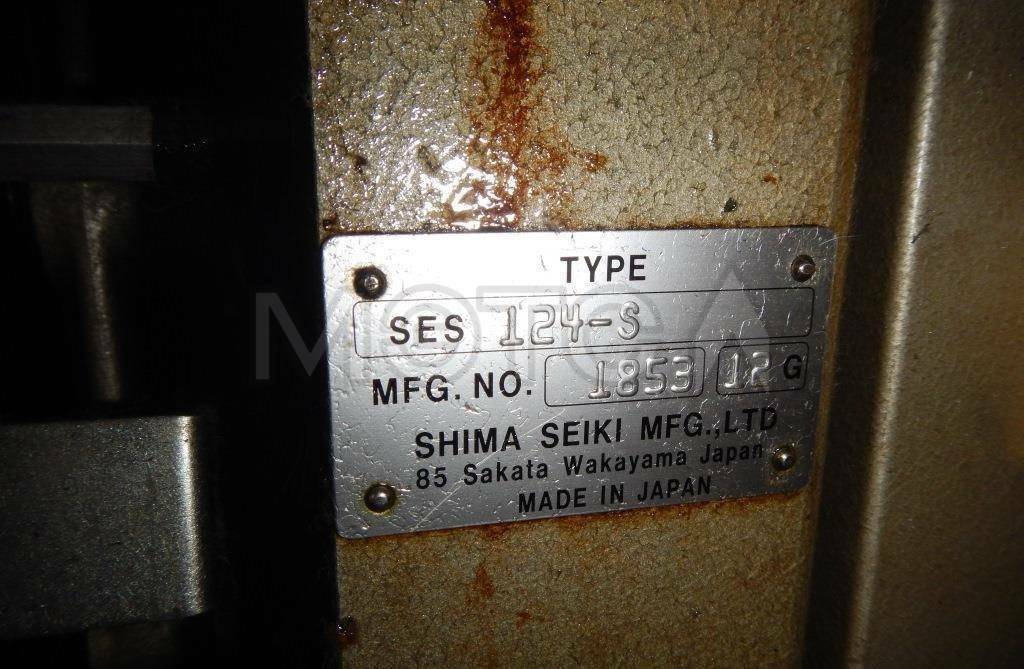 TYPE
SES 124-S
MFG. NO. 1853 12 G
SHIMA SEIKI MFG.,LTD
85 Sakata Wakayama Japan
MADE IN JAPAN